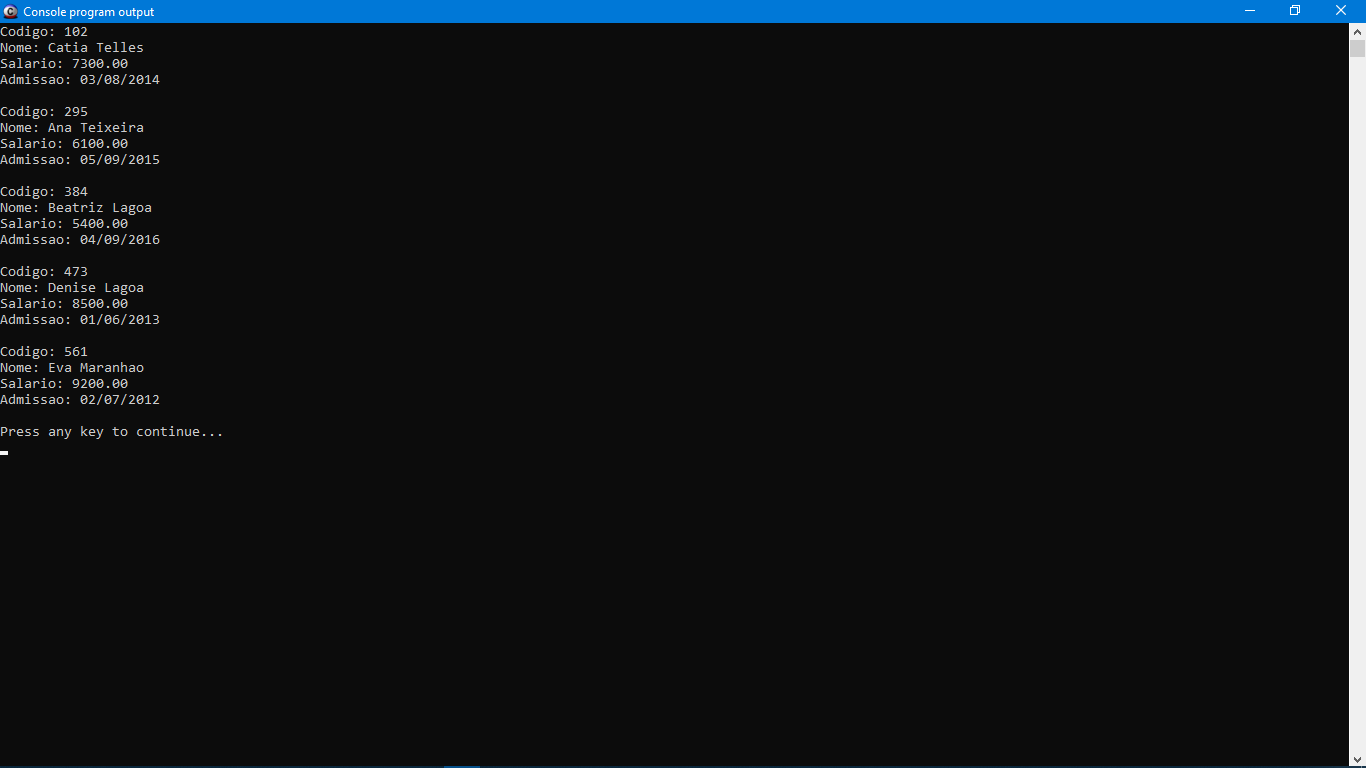 Console program output
Codigo: 102
Nome: Catia Telles
Salario: 7300.00
Admissao: 03/08/2014
Codigo: 295
Nome: Ana Teixeira
Salario: 6100.00
Admissao: 05/09/2015
Codigo: 384
Nome: Beatriz Lagoa
Salario: 5400.00
Admissao: 04/09/2016
Codigo: 473
Nome: Denise Lagoa
Salario: 8500.00
Admissao: 01/06/2013
Codigo: 561
Nome: Eva Maranhao
Salario: 9200.00
Admissao: 02/07/2012
Press any key to continue...